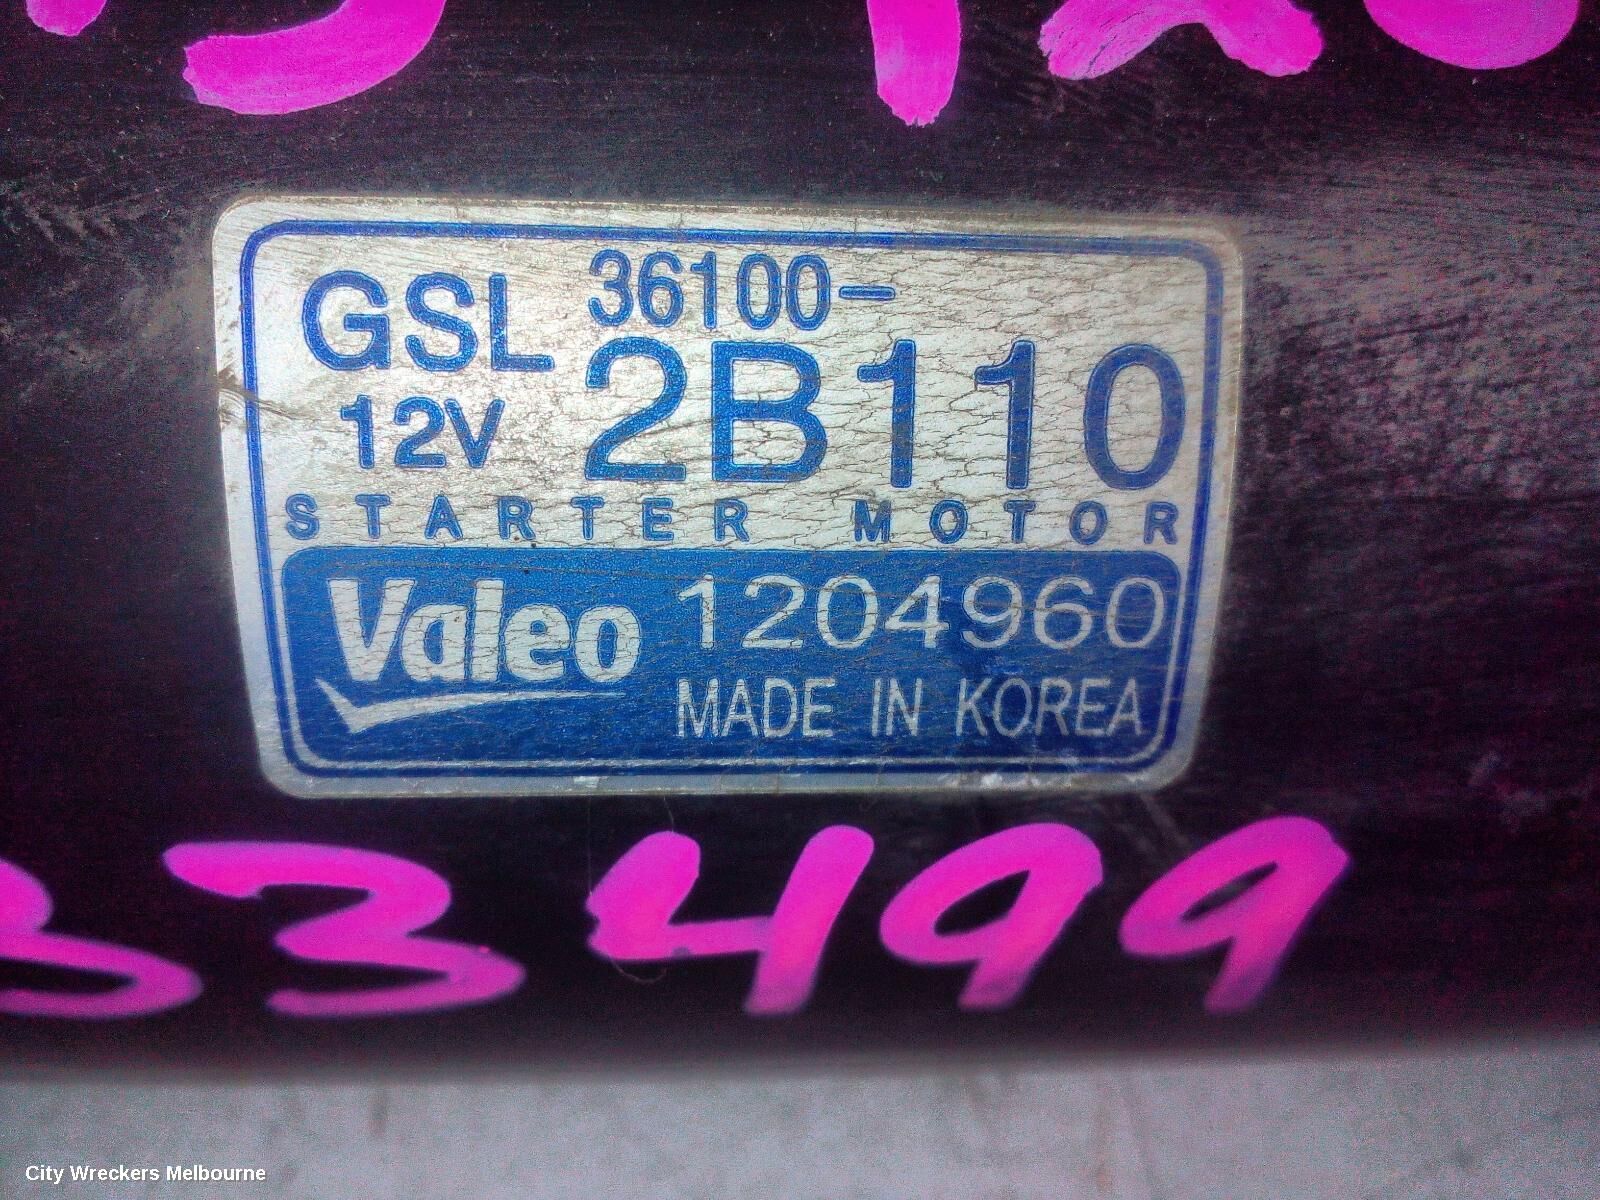 GSL 36100-
12V 2B110
STARTER MOTOR
Valeo 1204960
MADE IN KOREA
33499
City Wreckers Melbourne